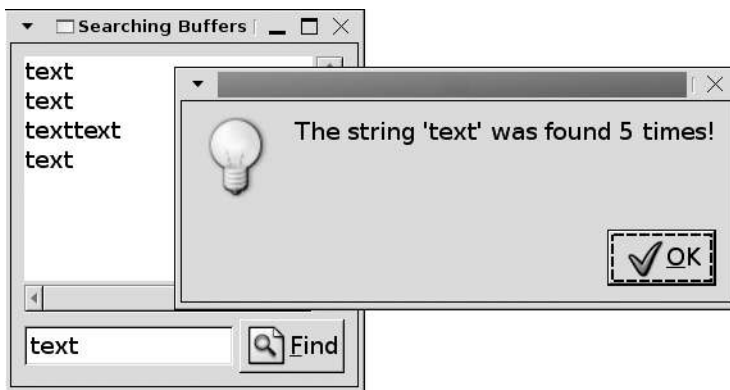 Searching Buffers
text
text
texttext
text
The string 'text' was found 5 times!
OK
text
Find